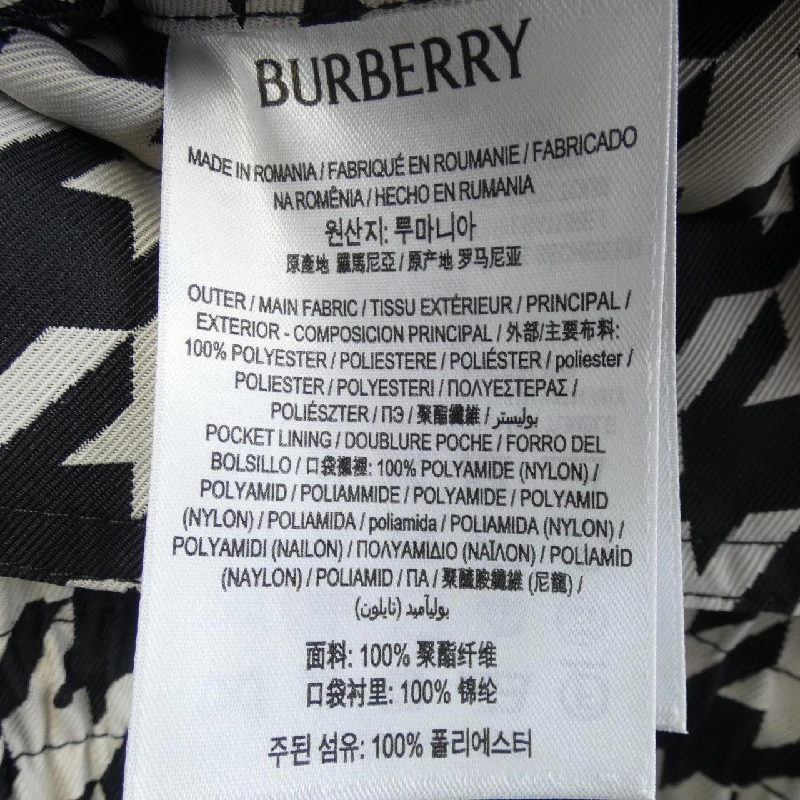 BURBERRY
MADE IN ROMANIA / FABRIQUÉ EN ROUMANIE / FABRICADO
NA ROMÊNIA / HECHO EN RUMANIA
원산지: 루마니아
原產地 羅馬尼亞 / 原产地 罗马尼亚
OUTER / MAIN FABRIC / TISSU EXTÉRIEUR / PRINCIPAL /
EXTERIOR - COMPOSICION PRINCIPAL / 外部/主要布料:
100% POLYESTER / POLIESTERE / POLIÉSTER / poliester /
POLIESTER / POLYESTERI / ΠΟΛΥΕΣΤΕΡΑΣ /
POLIÉSZTER / ПЭ / 聚酯纖維 / بوليستر
POCKET LINING / DOUBLURE POCHE / FORRO DEL
BOLSILLO / 口袋襯裡: 100% POLYAMIDE (NYLON) /
POLYAMID / POLIAMMIDE / POLYAMIDE / POLYAMID
(NYLON) / POLIAMIDA / poliamida / POLIAMIDA (NYLON) /
POLYAMIDI (NAILON) / ΠΟΛΥΑΜΙΔΙΟ (ΝΑΪΛΟΝ) / POLİAMİD
(NAYLON) / POLIAMID / ПА / 聚醯胺纖維 (尼龍) /
بوليأميد (نايلون)
面料: 100% 聚酯纤维
口袋衬里: 100% 锦纶
주된 섬유: 100% 폴리에스터